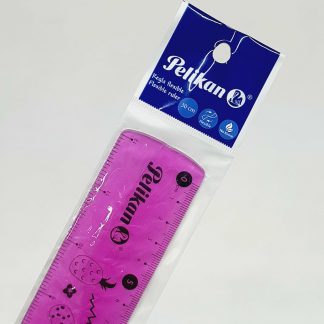 Pelikan ®
Regla flexible
Flexible ruler
30 cm
Pelikan
0
5